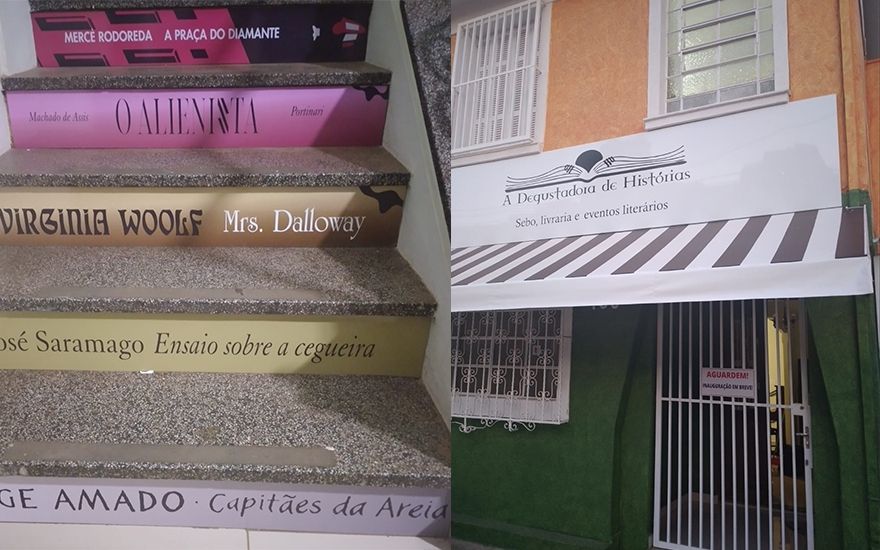 MERCÈ RODOREDA A PRAÇA DO DIAMANTE
Machado de Assis O ALIENISTA Portinari
VIRGINIA WOOLF Mrs. Dalloway
José Saramago Ensaio sobre a cegueira
GE AMADO · Capitães da Areia
A Degustadora de Histórias
Sebo, livraria e eventos literários
AGUARDEM!
INAUGURAÇÃO EM BREVE!